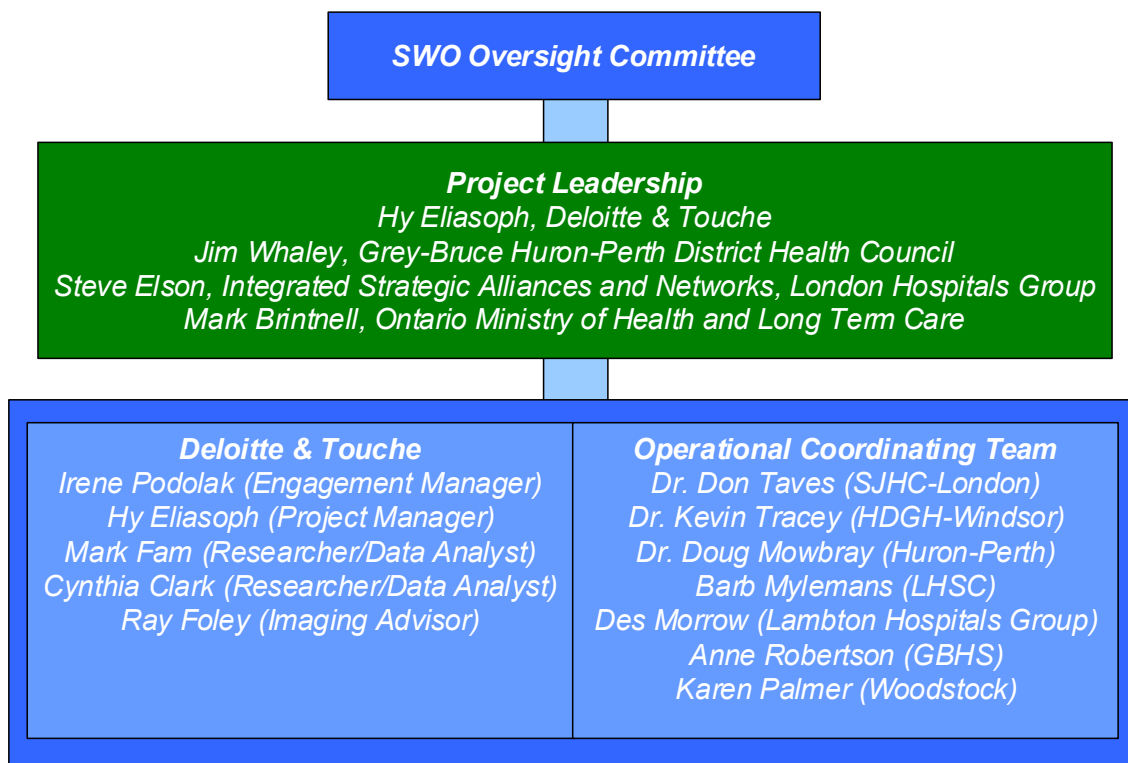 SWO Oversight Committee
Project Leadership
Hy Eliasoph, Deloitte & Touche
Jim Whaley, Grey-Bruce Huron-Perth District Health Council
Steve Elson, Integrated Strategic Alliances and Networks, London Hospitals Group
Mark Brintnell, Ontario Ministry of Health and Long Term Care
Deloitte & Touche
Irene Podolak (Engagement Manager)
Hy Eliasoph (Project Manager)
Mark Fam (Researcher/Data Analyst)
Cynthia Clark (Researcher/Data Analyst)
Ray Foley (Imaging Advisor)
Operational Coordinating Team
Dr. Don Taves (SJHC-London)
Dr. Kevin Tracey (HDGH-Windsor)
Dr. Doug Mowbray (Huron-Perth)
Barb Mylemans (LHSC)
Des Morrow (Lambton Hospitals Group)
Anne Robertson (GBHS)
Karen Palmer (Woodstock)